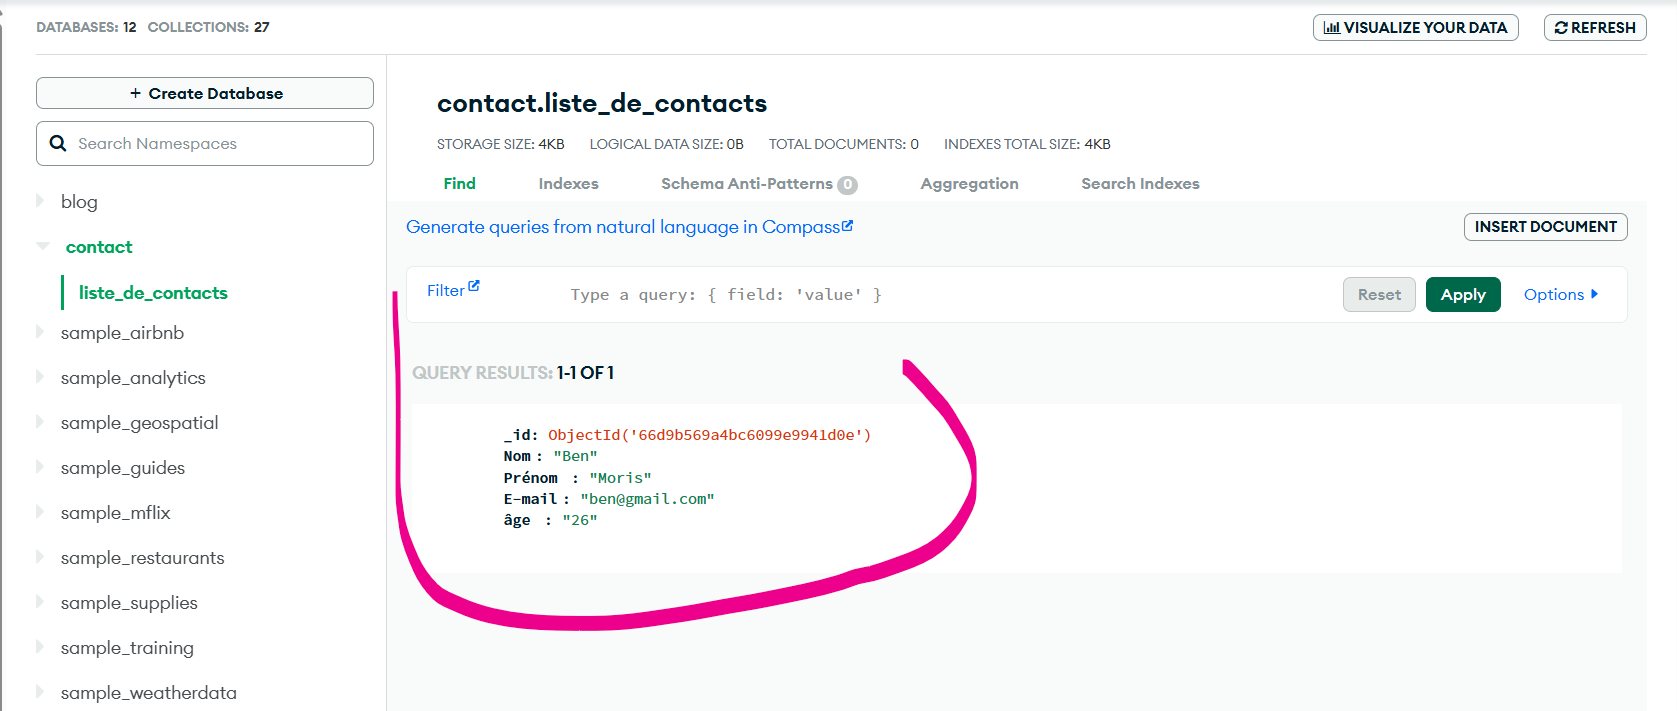 DATABASES: 12 COLLECTIONS: 27
VISUALIZE YOUR DATA
REFRESH
+ Create Database
Search Namespaces
blog
contact
liste_de_contacts
sample_airbnb
sample_analytics
sample_geospatial
sample_guides
sample_mflix
sample_restaurants
sample_supplies
sample_training
sample_weatherdata
contact.liste_de_contacts
STORAGE SIZE: 4KB LOGICAL DATA SIZE: 0B TOTAL DOCUMENTS: 0 INDEXES TOTAL SIZE: 4KB
Find Indexes Schema Anti-Patterns 0 Aggregation Search Indexes
Generate queries from natural language in Compass
INSERT DOCUMENT
Filter Type a query: { field: 'value' } Reset Apply Options
QUERY RESULTS: 1-1 OF 1
_id: ObjectId('66d9b569a4bc6099e9941d0e')
Nom : "Ben"
Prénom : "Moris"
E-mail : "ben@gmail.com"
âge : "26"